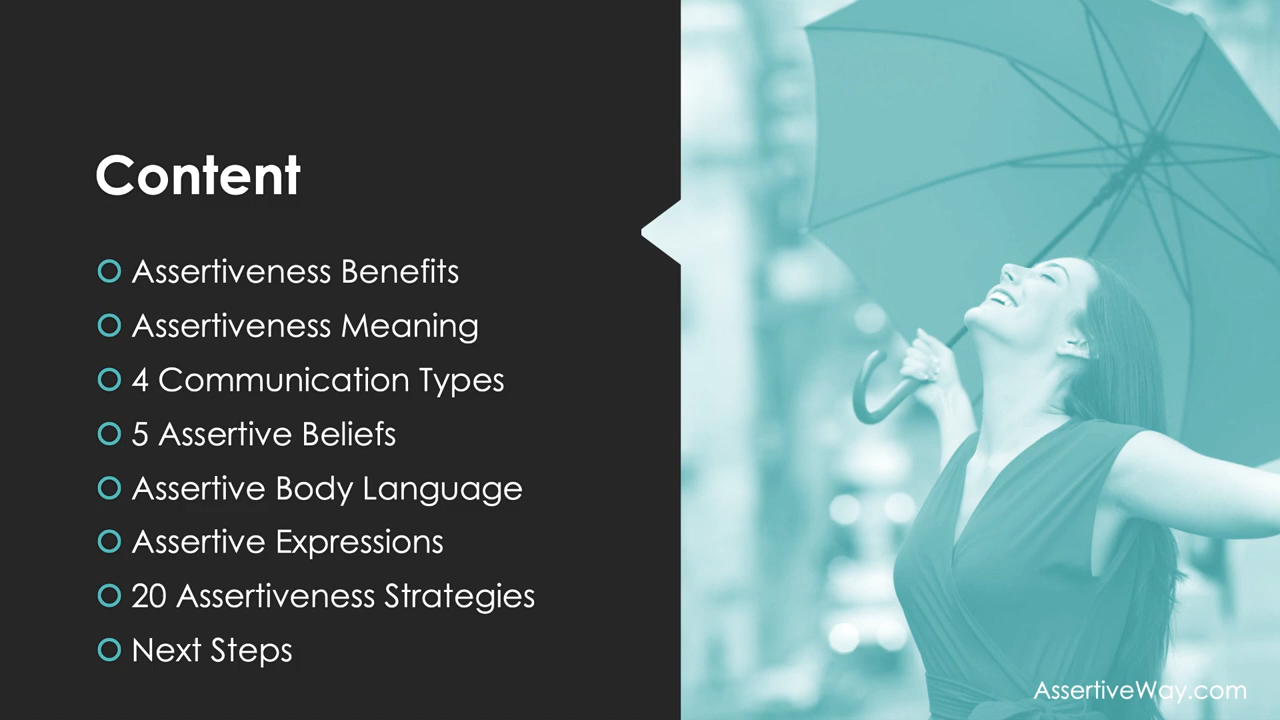 Content
Assertiveness Benefits
Assertiveness Meaning
4 Communication Types
5 Assertive Beliefs
Assertive Body Language
Assertive Expressions
20 Assertiveness Strategies
Next Steps
AssertiveWay.com